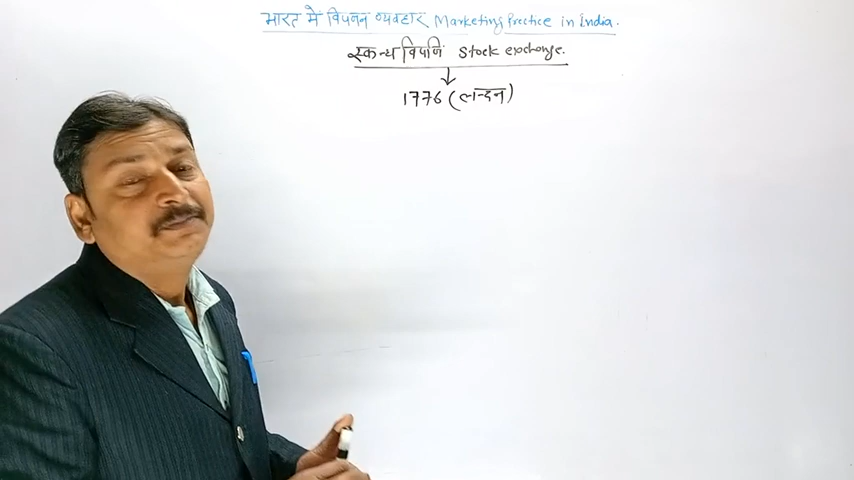 भारत में विपणन व्यवहार Marketing Practice in India.
स्कन्ध विपणि Stock exchange.
1776 (लन्दन)